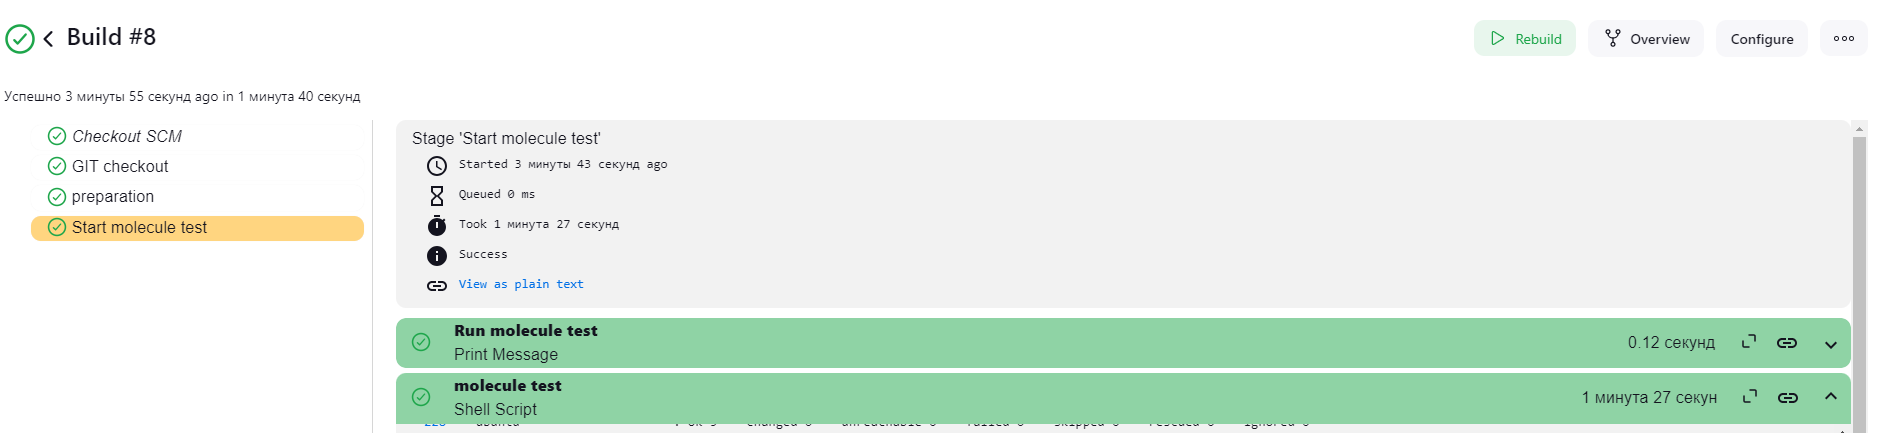 Build #8
Rebuild
Overview
Configure
Успешно 3 минуты 55 секунд ago in 1 минута 40 секунд
Checkout SCM
GIT checkout
preparation
Start molecule test
Stage 'Start molecule test'
Started 3 минуты 43 секунд ago
Queued 0 ms
Took 1 минута 27 секунд
Success
View as plain text
Run molecule test
Print Message
0.12 секунд
molecule test
Shell Script
1 минута 27 секун